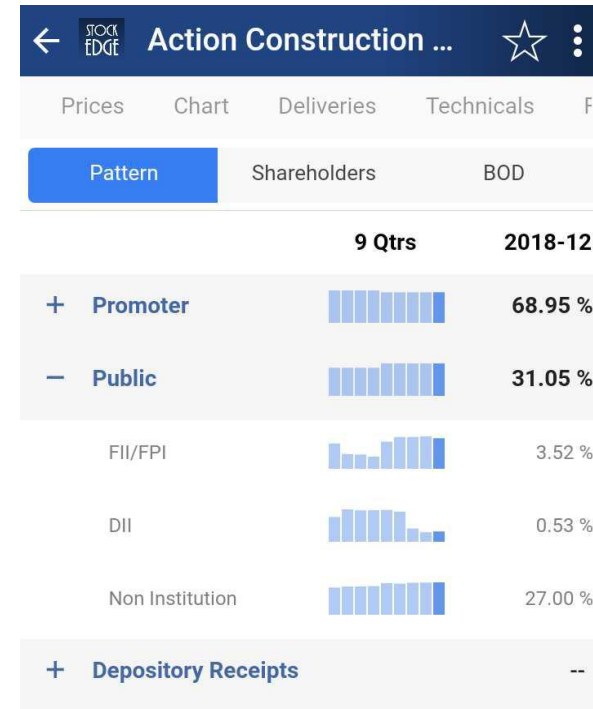 STOCK EDGE Action Construction ...
Prices Chart Deliveries Technicals F
Pattern Shareholders BOD
9 Qtrs 2018-12
+ Promoter 68.95 %
− Public 31.05 %
FII/FPI 3.52 %
DII 0.53 %
Non Institution 27.00 %
+ Depository Receipts --